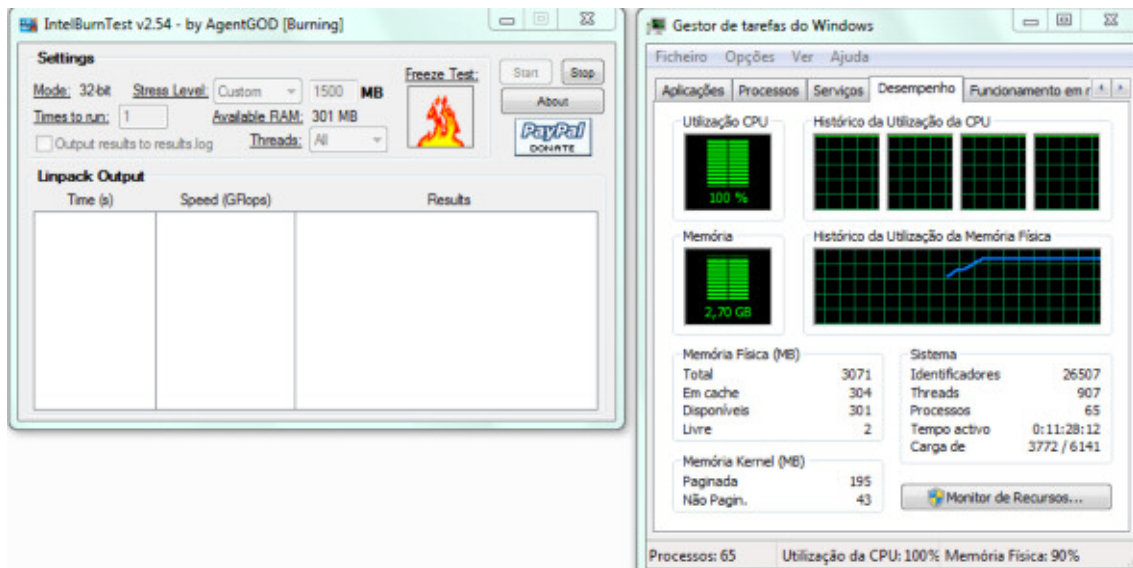 IntelBurnTest v2.54 - by AgentGOD [Burning]
Settings
Mode: 32-bit Stress Level: Custom 1500 MB
Times to run: 1 Available RAM: 301 MB
Output results to results.log Threads: All
Freeze Test:
Start Stop
About
PayPal
DONATE
Linpack Output
Time (s) Speed (GFlops) Results
Gestor de tarefas do Windows
Ficheiro Opções Ver Ajuda
Aplicações Processos Serviços Desempenho Funcionamento em r
Utilização CPU Histórico da Utilização da CPU
100 %
Memória Histórico da Utilização da Memória Física
2,70 GB
Memória Física (MB)
Total 3071
Em cache 304
Disponíveis 301
Livre 2
Sistema
Identificadores 26507
Threads 907
Processos 65
Tempo activo 0:11:28:12
Carga de 3772 / 6141
Memória Kernel (MB)
Paginada 195
Não Pagin. 43
Monitor de Recursos...
Processos: 65 Utilização da CPU: 100% Memória Física: 90%